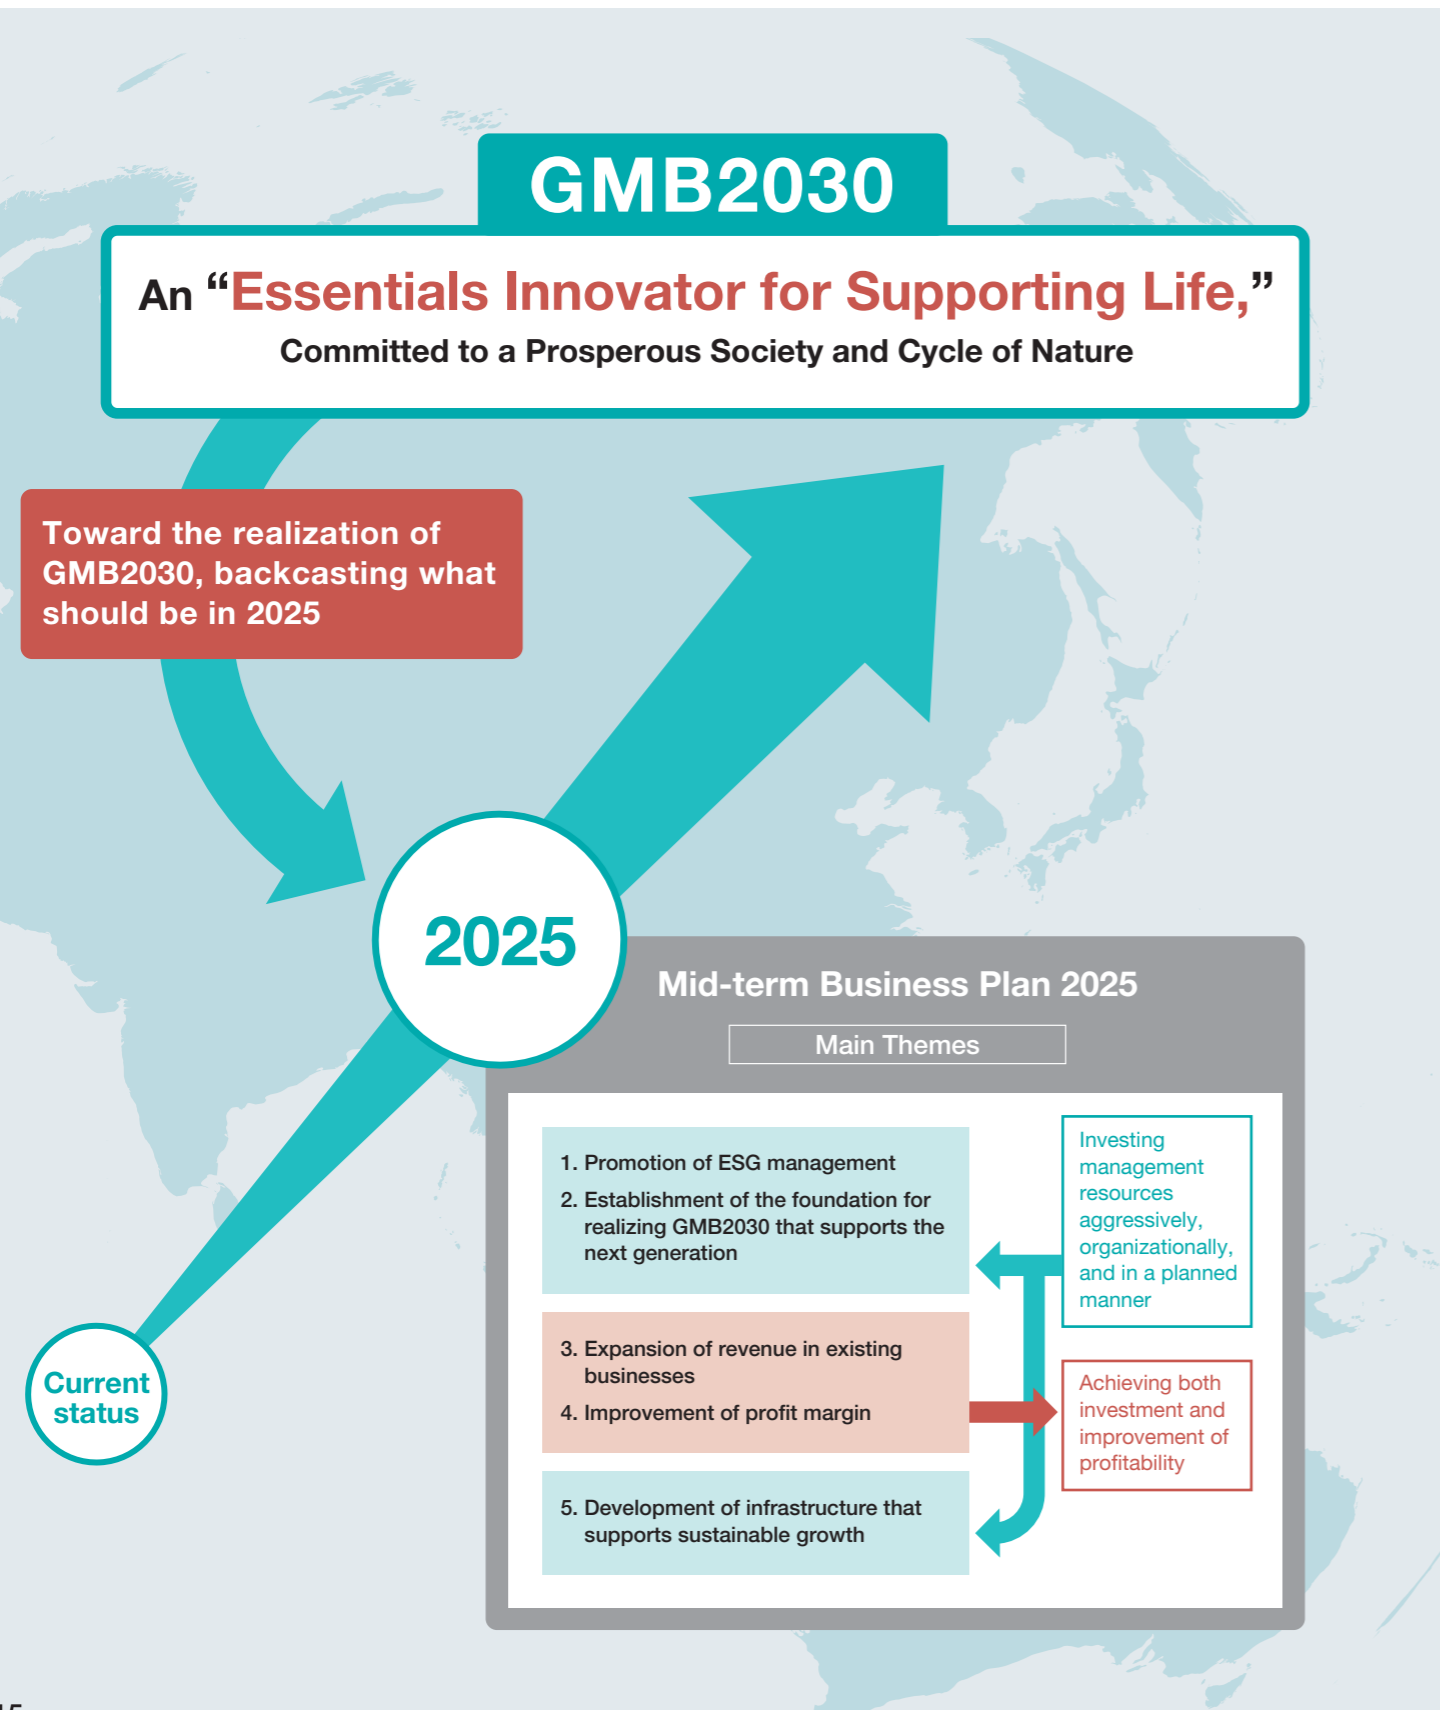 GMB2030
An “Essentials Innovator for Supporting Life,”
Committed to a Prosperous Society and Cycle of Nature
Toward the realization of
GMB2030, backcasting what
should be in 2025
2025
Current
status
Mid-term Business Plan 2025
Main Themes
1. Promotion of ESG management
2. Establishment of the foundation for
realizing GMB2030 that supports the
next generation
3. Expansion of revenue in existing
businesses
4. Improvement of profit margin
5. Development of infrastructure that
supports sustainable growth
Investing
management
resources
aggressively,
organizationally,
and in a planned
manner
Achieving both
investment and
improvement of
profitability